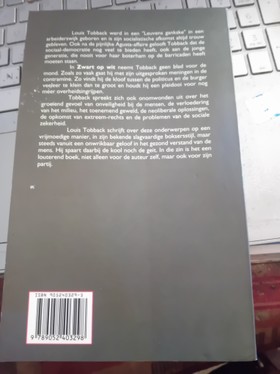 Louis Tobback werd in een "Leuvens gasthuis" in een
arbeiderswijk geboren en is zijn socialistische afkomst altijd trouw
gebleven. Ook na de pijnlijke Agusta-affaire gelooft Tobback dat de
sociaal-democratie nog veel te bieden heeft, ook aan de jonge
generatie, die nooit voor haar boterham op de barricaden heeft
moeten staan.
In Zwart op wit neemt Tobback geen blad voor de
mond. Zoals zo vaak gaat hij met zijn uitgesproken meningen in de
contramine. Zo vindt hij de kloof tussen de politicus en de burger
veeleer te klein dan te groot en houdt hij een pleidooi voor nog
méér overheidsingrijpen.
Tobback spreekt zich ook onomwonden uit over het
groeiend gevoel van onveiligheid bij de mensen, de verloedering
van het milieu, het toenemend geweld, de neoliberale oplossingen,
de opkomst van extreem-rechts en de problemen van de sociale
zekerheid.
Louis Tobback schrijft over deze onderwerpen op een
vrijmoedige manier, in zijn bekende slagvaardige boksersstijl, maar
steeds vanuit een onwrikbaar geloof in het gezond verstand van de
mens. Hij spaart daarbij de kool noch de geit. In die zin is het een
louterend boek, niet alleen voor de auteur zelf, maar ook voor zijn
partij.
ISBN 905240329-1
9 789052 403298